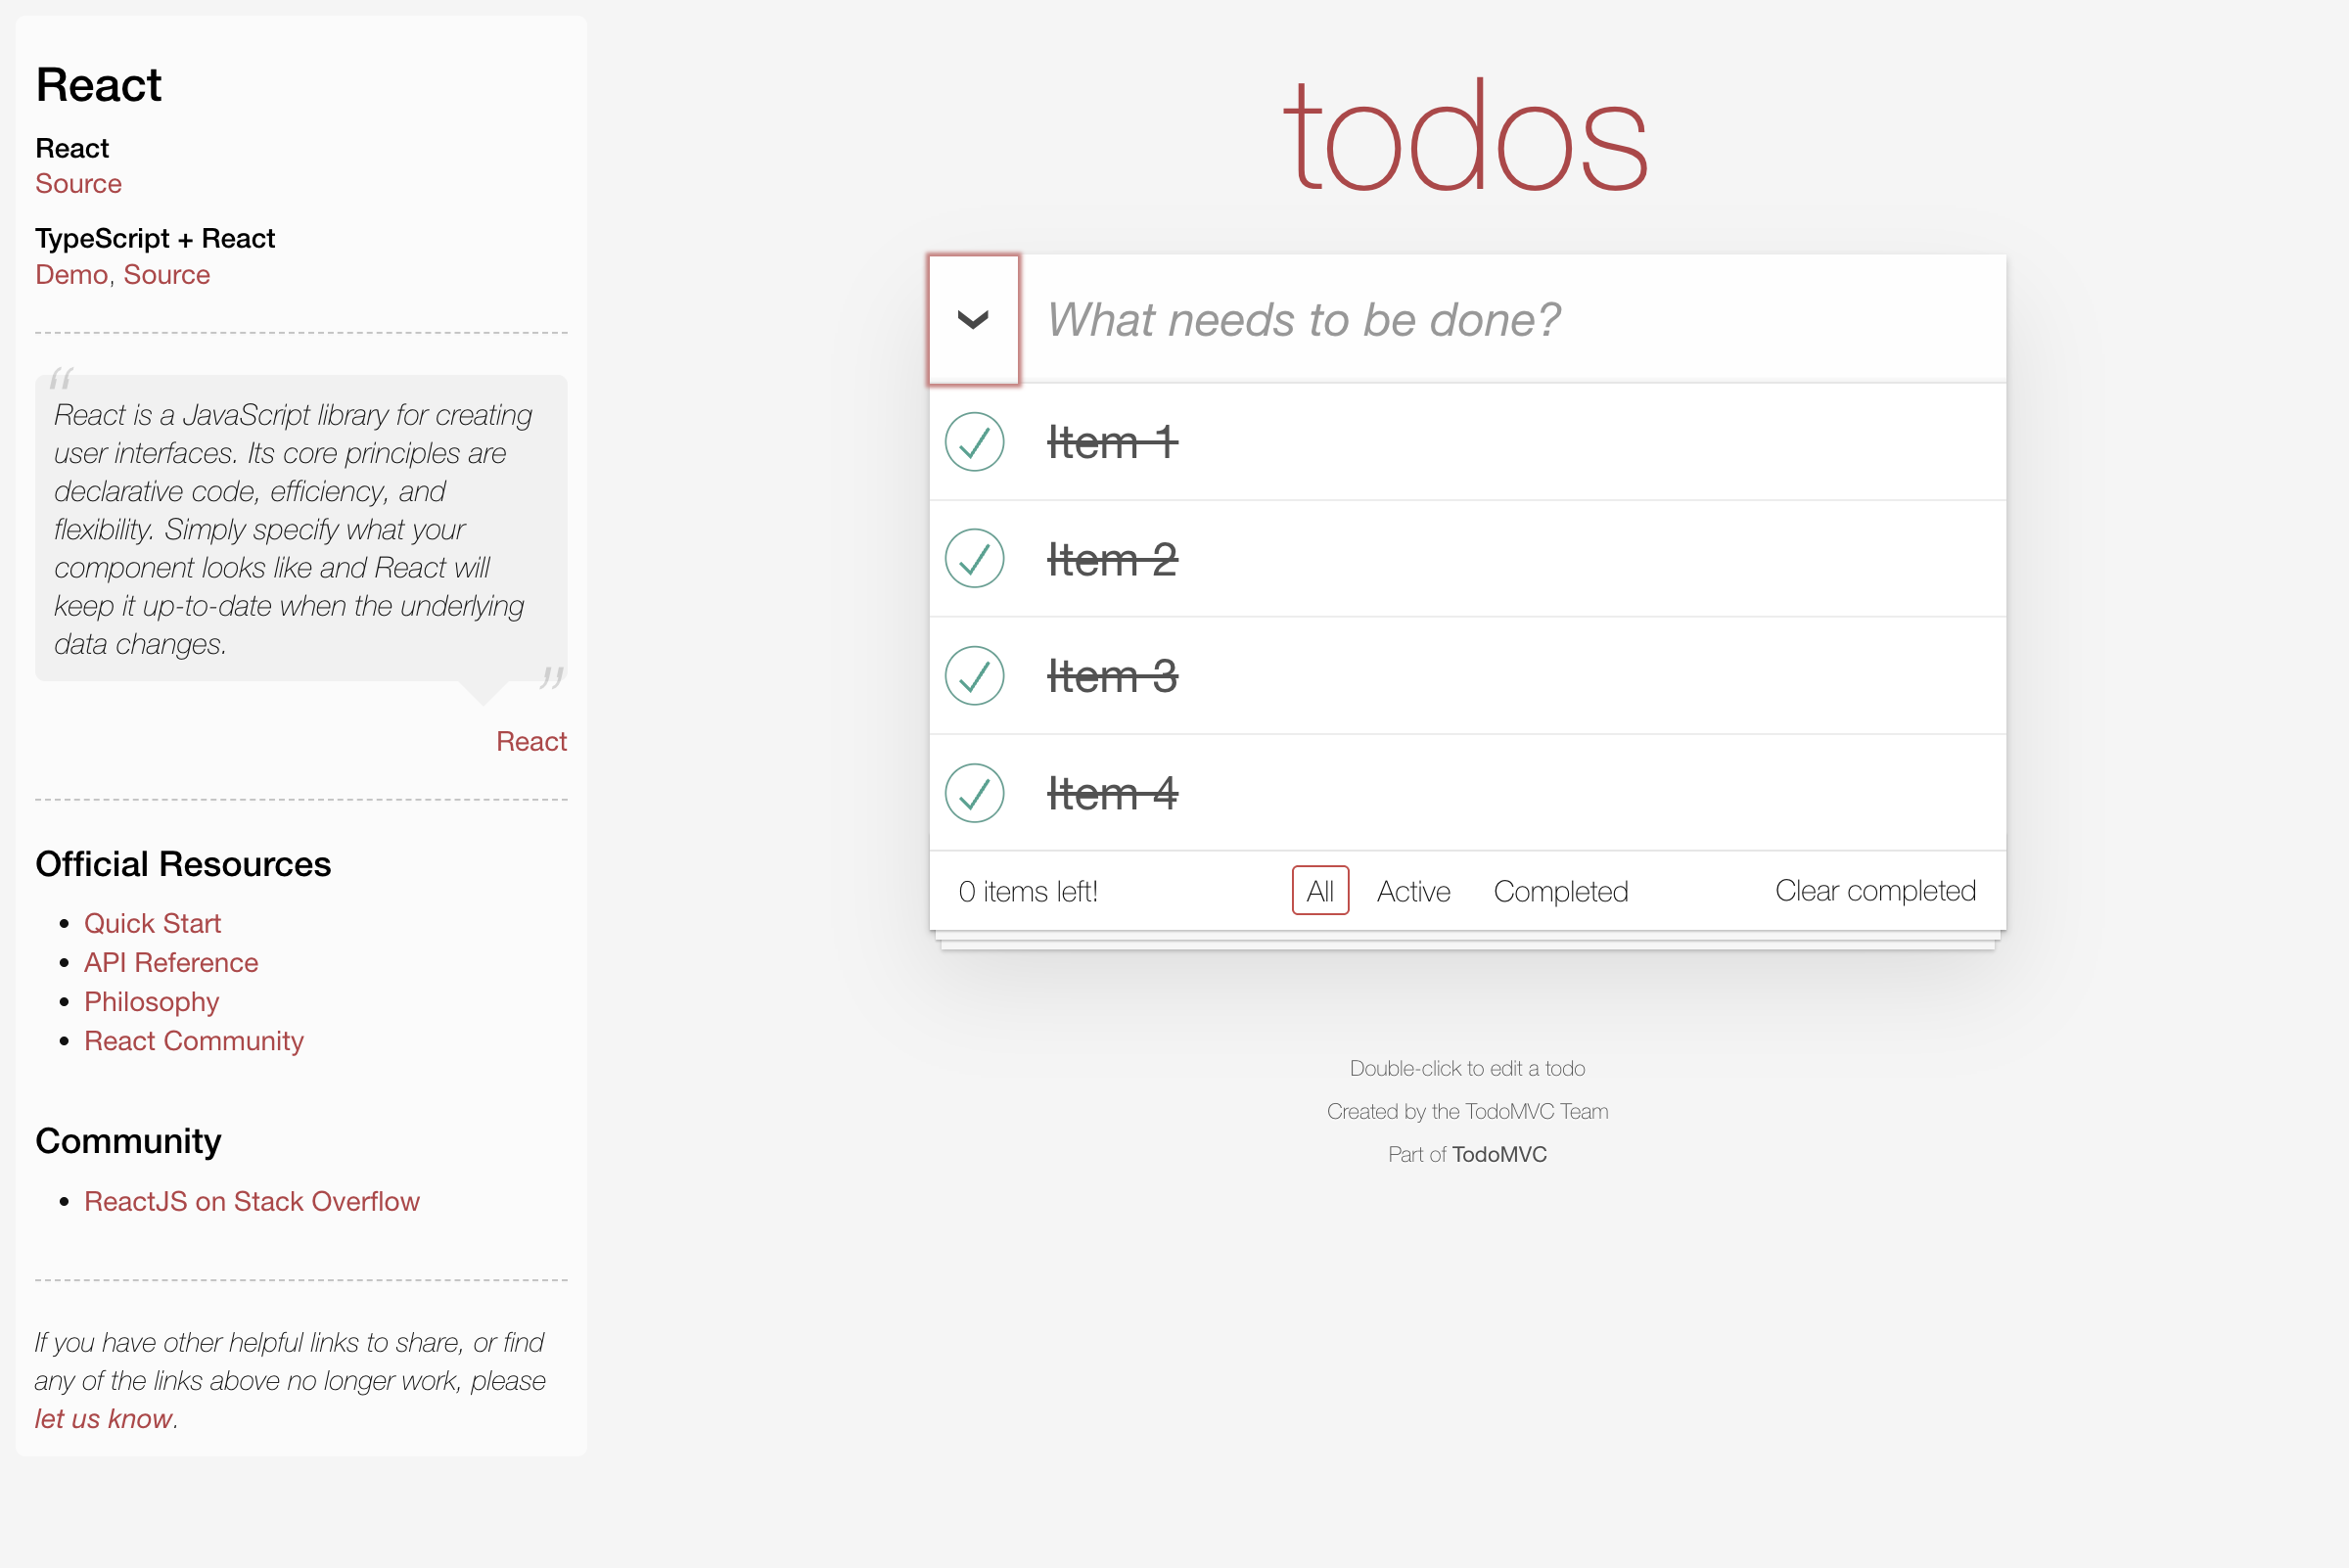 React
React
Source
TypeScript + React
Demo, Source
“
React is a JavaScript library for creating
user interfaces. Its core principles are
declarative code, efficiency, and
flexibility. Simply specify what your
component looks like and React will
keep it up-to-date when the underlying
data changes.
”
React
Official Resources
• Quick Start
• API Reference
• Philosophy
• React Community
Community
• ReactJS on Stack Overflow
If you have other helpful links to share, or find
any of the links above no longer work, please
let us know.
todos
What needs to be done?
Item 1
Item 2
Item 3
Item 4
0 items left! All Active Completed Clear completed
Double-click to edit a todo
Created by the TodoMVC Team
Part of TodoMVC